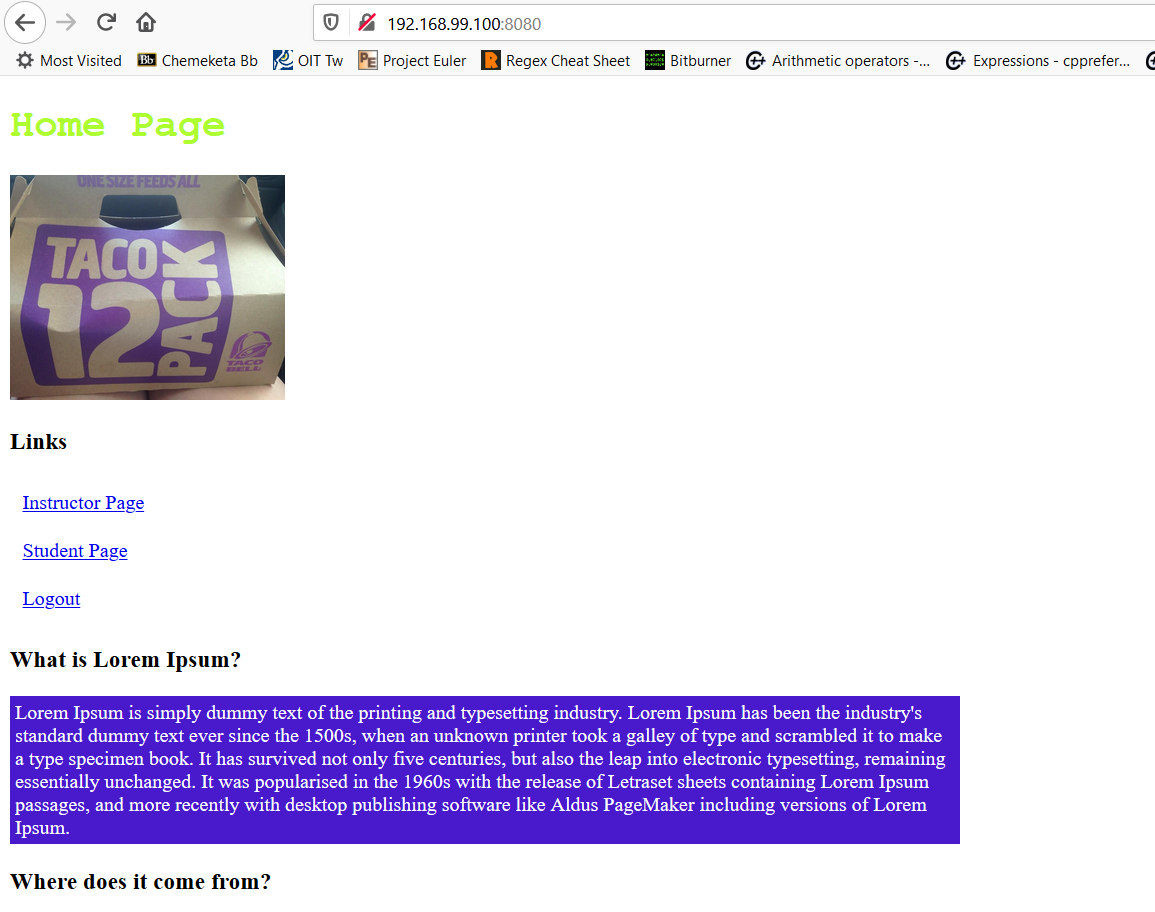 192.168.99.100:8080
Most Visited Bb Chemeketa Bb OIT Tw PE Project Euler R Regex Cheat Sheet Bitburner Arithmetic operators -... Expressions - cpprefer...
Home Page
ONE SIZE FEEDS ALL
TACO
12
PACK
TACO
BELL
Links
Instructor Page
Student Page
Logout
What is Lorem Ipsum?
Lorem Ipsum is simply dummy text of the printing and typesetting industry. Lorem Ipsum has been the industry's
standard dummy text ever since the 1500s, when an unknown printer took a galley of type and scrambled it to make
a type specimen book. It has survived not only five centuries, but also the leap into electronic typesetting, remaining
essentially unchanged. It was popularised in the 1960s with the release of Letraset sheets containing Lorem Ipsum
passages, and more recently with desktop publishing software like Aldus PageMaker including versions of Lorem
Ipsum.
Where does it come from?